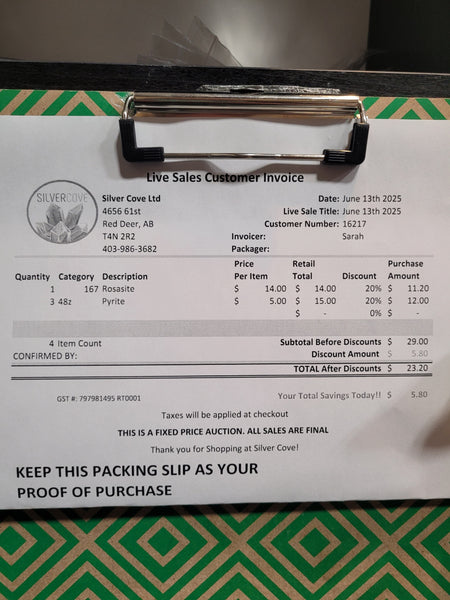 Live Sales Customer Invoice
SILVERCOVE
Silver Cove Ltd
4656 61st
Red Deer, AB
T4N 2R2
403-986-3682
Date: June 13th 2025
Live Sale Title: June 13th 2025
Customer Number: 16217
Invoicer: Sarah
Packager:
Quantity Category Description Price Per Item Retail Total Discount Purchase Amount
1 167 Rosasite $ 14.00 $ 14.00 20% $ 11.20
3 48z Pyrite $ 5.00 $ 15.00 20% $ 12.00
$ - 0% $ -
4 Item Count Subtotal Before Discounts $ 29.00
CONFIRMED BY: Discount Amount $ 5.80
TOTAL After Discounts $ 23.20
GST #: 797981495 RT0001 Your Total Savings Today!! $ 5.80
Taxes will be applied at checkout
THIS IS A FIXED PRICE AUCTION. ALL SALES ARE FINAL
Thank you for Shopping at Silver Cove!
KEEP THIS PACKING SLIP AS YOUR
PROOF OF PURCHASE